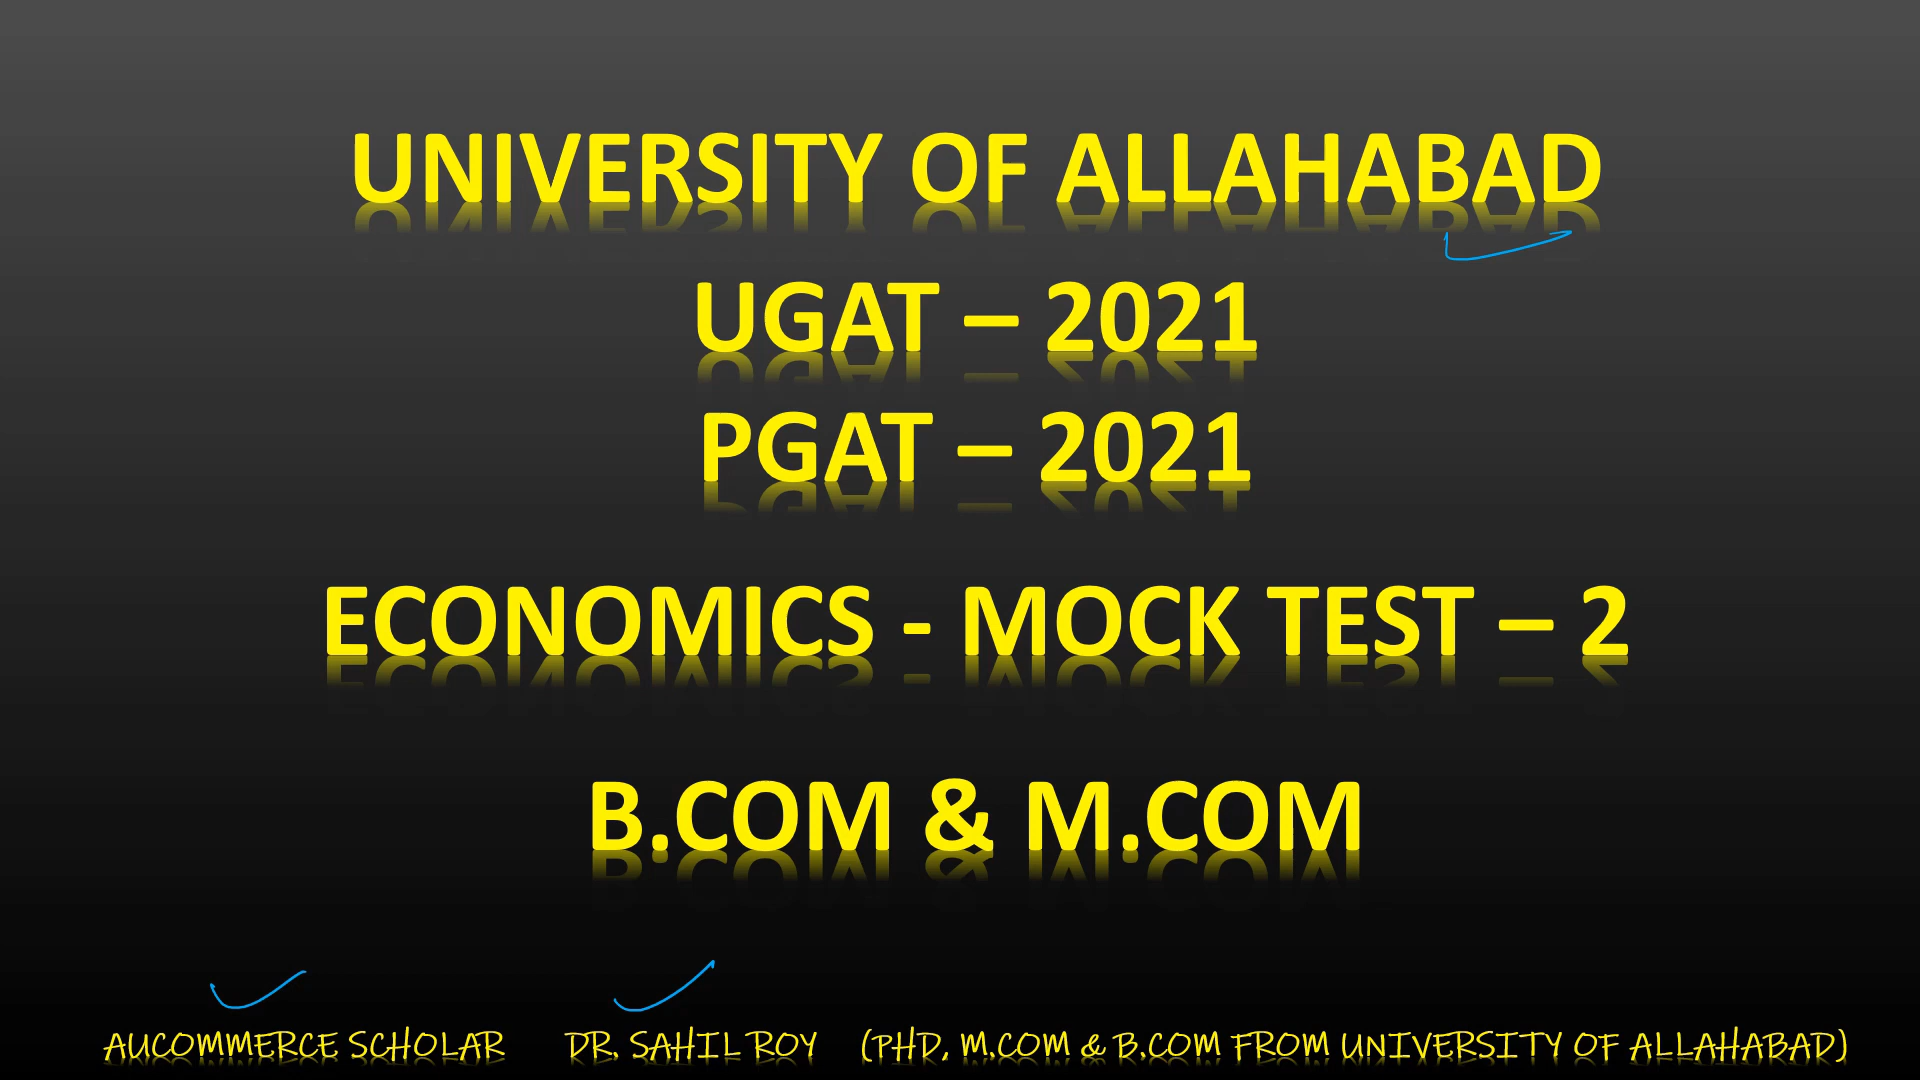 UNIVERSITY OF ALLAHABAD
UGAT – 2021
PGAT – 2021
ECONOMICS - MOCK TEST – 2
B.COM & M.COM
AUCOMMERCE SCHOLAR DR. SAHIL ROY (PHD, M.COM & B.COM FROM UNIVERSITY OF ALLAHABAD)